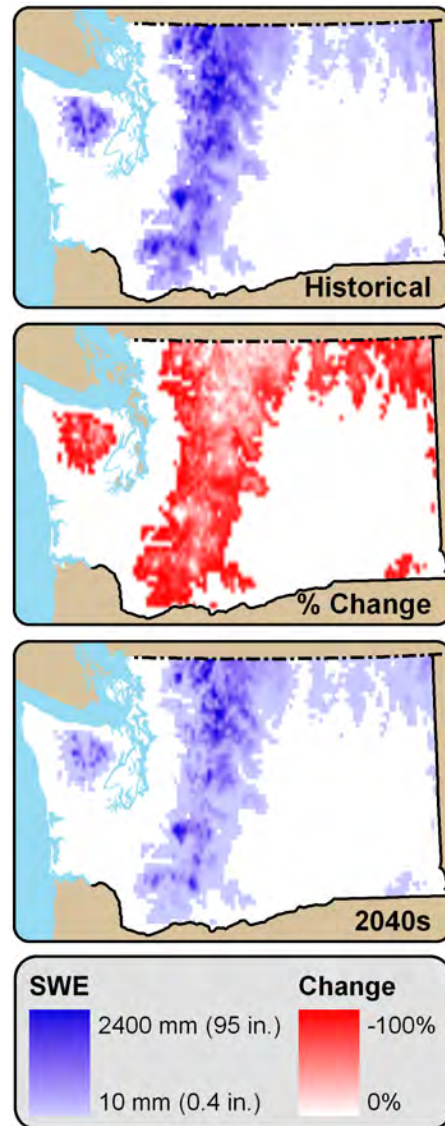 Historical
% Change
2040s
SWE
2400 mm (95 in.)
10 mm (0.4 in.)
Change
-100%
0%